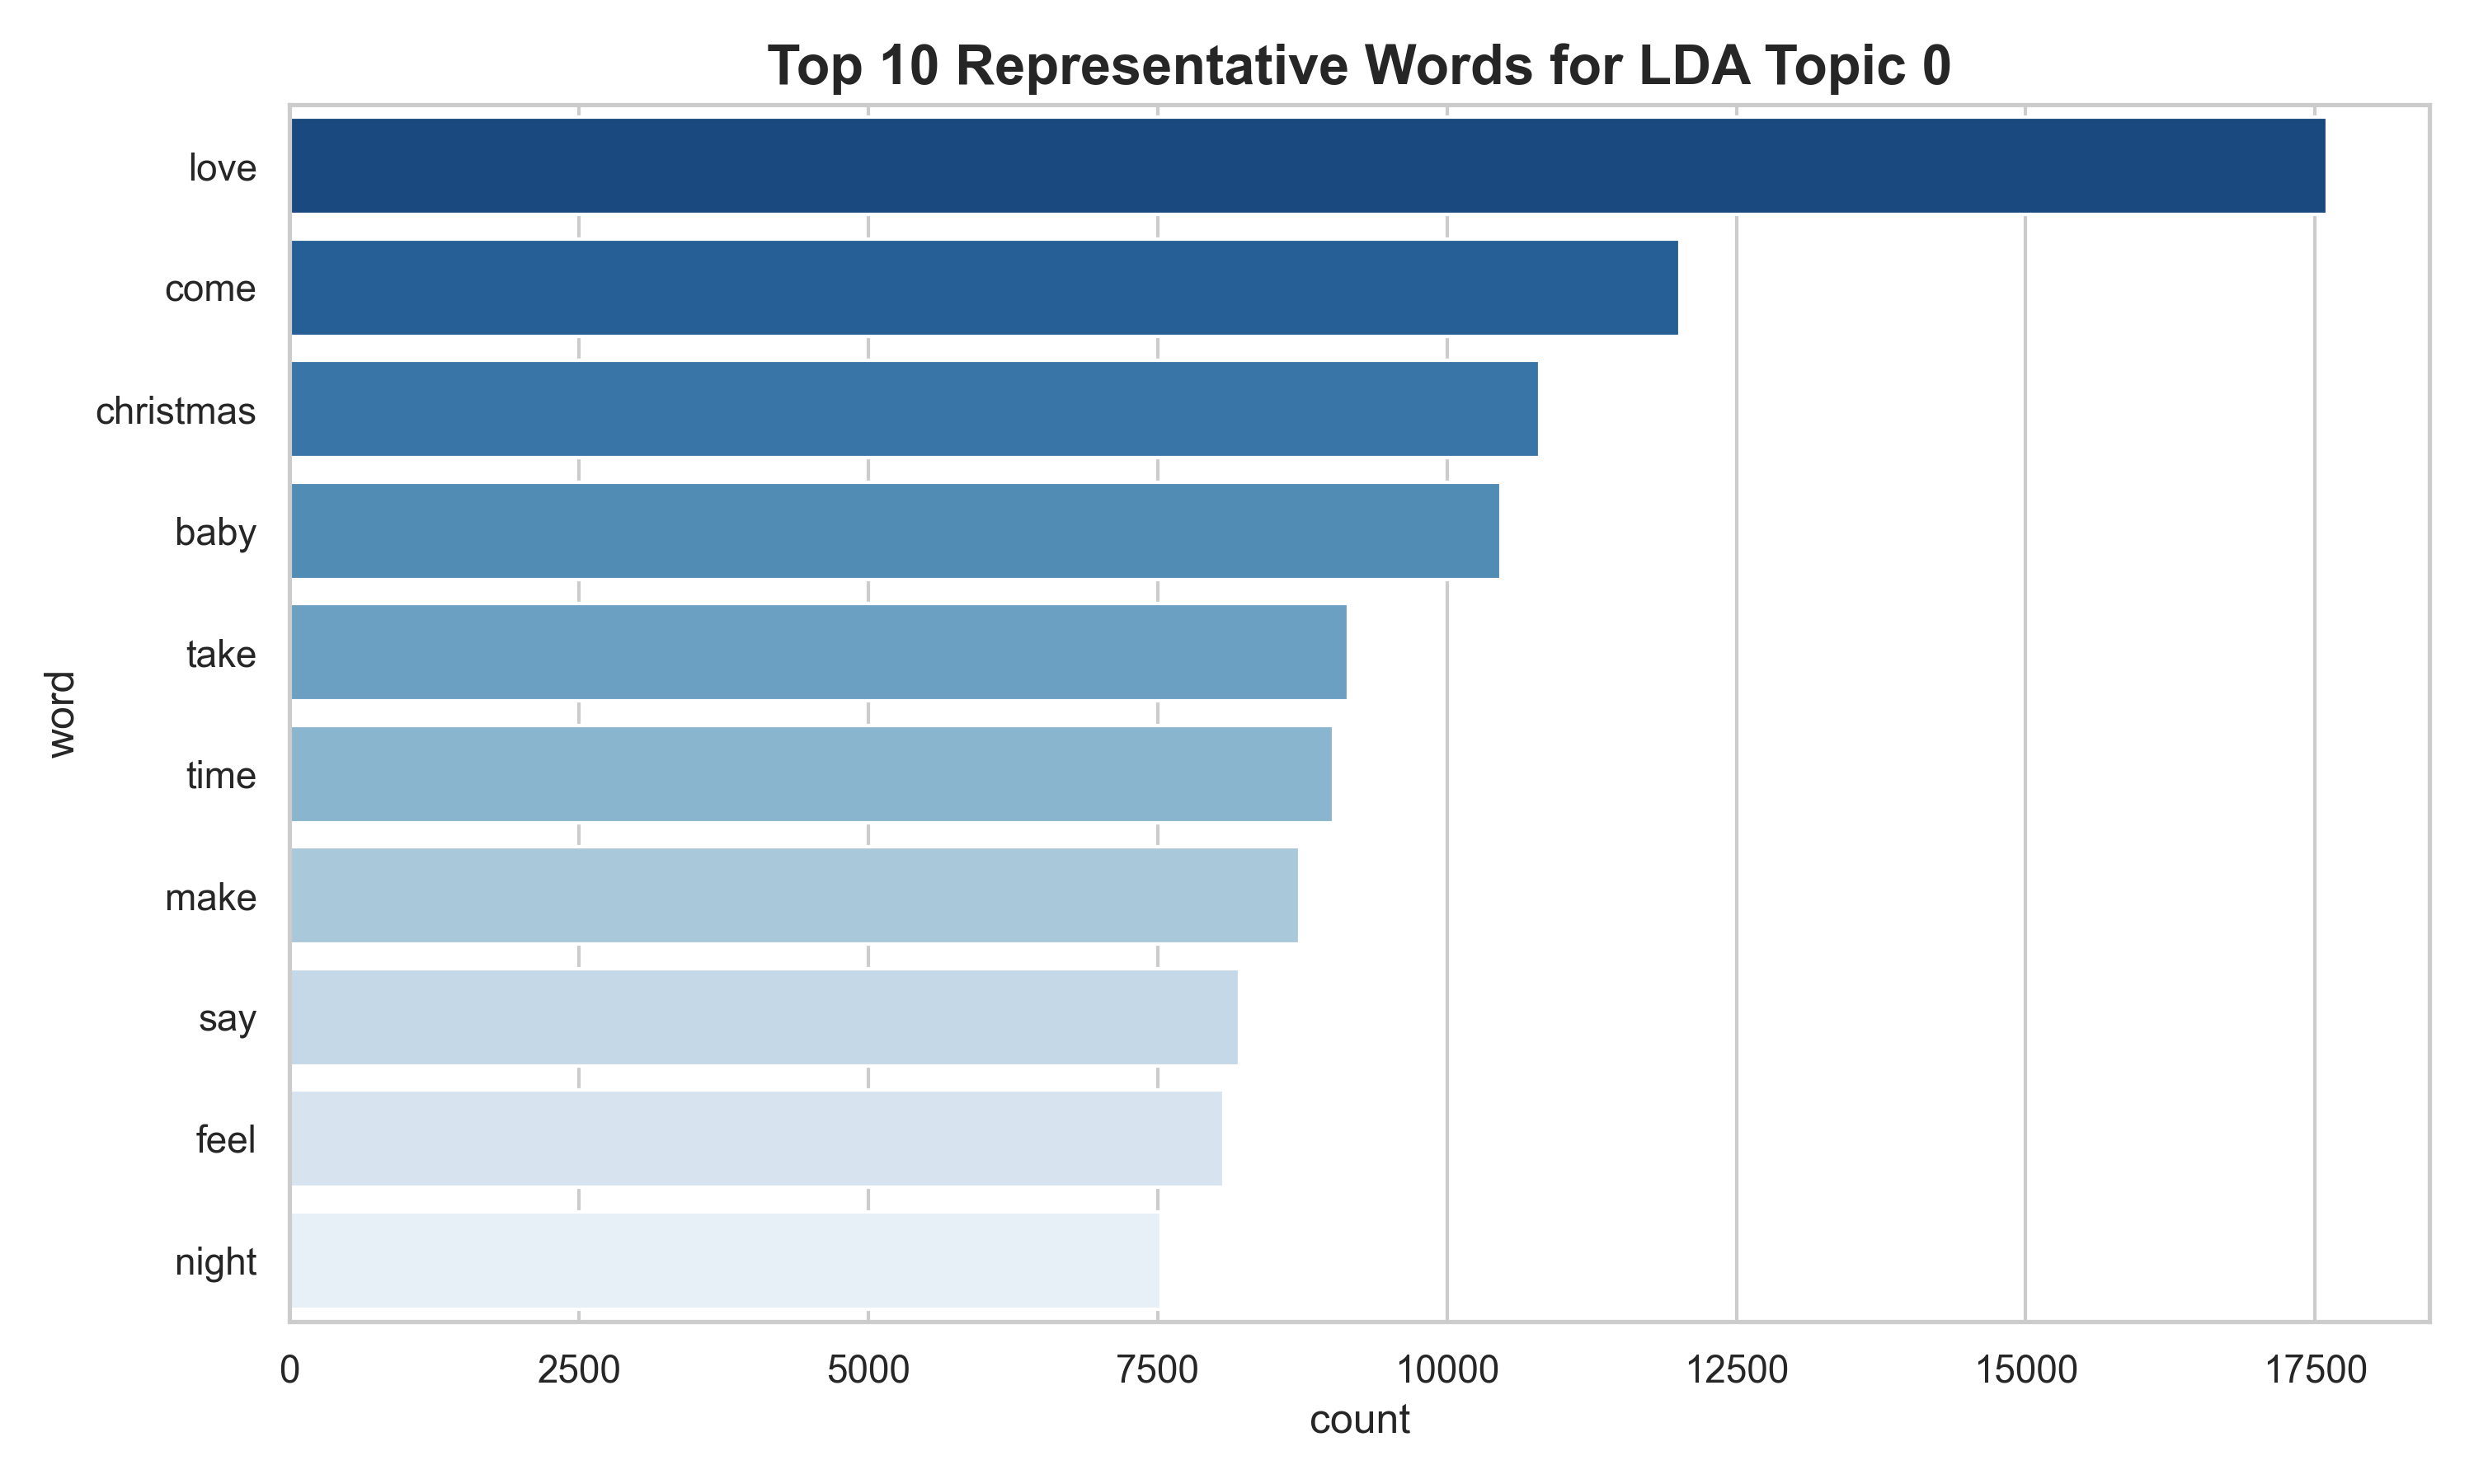 Top 10 Representative Words for LDA Topic 0
love
come
christmas
baby
take
time
make
say
feel
night
word
0 2500 5000 7500 10000 12500 15000 17500
count